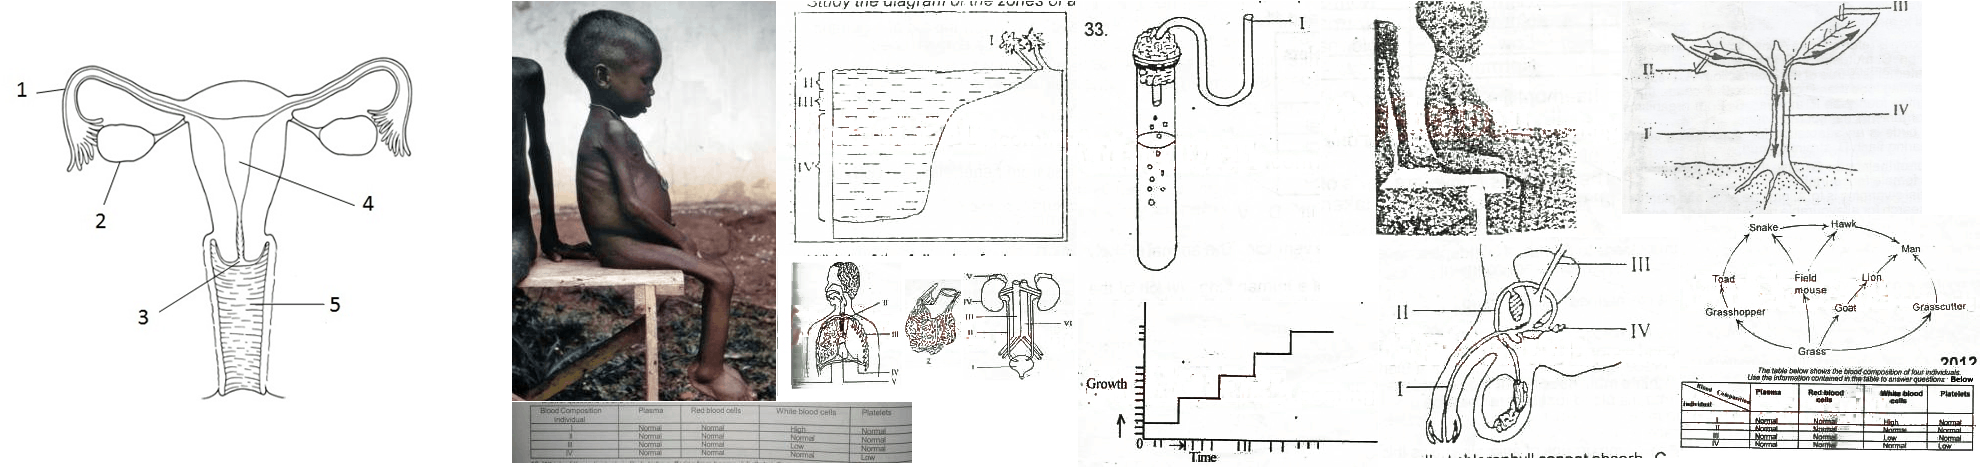 1
2
3
4
5
Study the diagram of the zones of a
I
II
III
IV
II
III
IV
V
2
V
IV
III
II
I
VI
Blood Composition Plasma Red blood cells White blood cells Platelets
individual
I Normal Normal High Normal
II Normal Normal Normal Normal
III Normal Normal Low Normal
IV Normal Normal Normal Low
33.
I
Growth
0
Time
III
II
IV
I
III
II
IV
I
that chlorophyll cannot absorb
Snake
Hawk
Man
Toad
Field
mouse
Lion
Grasshopper
Goat
Grasscutter
Grass
2012
The table below shows the blood composition of four individuals.
Use the information contained in the table to answer questions Below
Blood Composition Plasma Red blood cells White blood cells Platelets
individual
I Normal Normal High Normal
II Normal Normal Normal Normal
III Normal Normal Low Normal
IV Normal Normal Normal Low